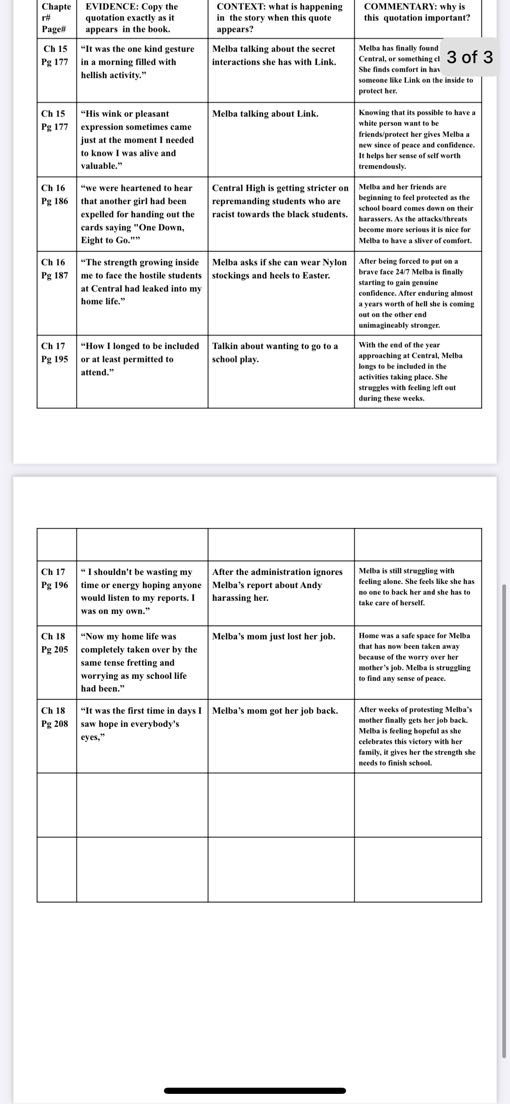 Chapte
r#
Page#
EVIDENCE: Copy the
quotation exactly as it
appears in the book.
CONTEXT: what is happening
in the story when this quote
appears?
COMMENTARY: why is
this quotation important?
Ch 15
Pg 177
“It was the one kind gesture
in a morning filled with
hellish activity.”
Melba talking about the secret
interactions she has with Link.
Melba has finally found
Central, or something cl
She finds comfort in hav
someone like Link on the inside to
protect her.
3 of 3
Ch 15
Pg 177
“His wink or pleasant
expression sometimes came
just at the moment I needed
to know I was alive and
valuable.”
Melba talking about Link.
Knowing that its possible to have a
white person want to be
friends/protect her gives Melba a
new since of peace and confidence.
It helps her sense of self worth
tremendously.
Ch 16
Pg 186
“we were heartened to hear
that another girl had been
expelled for handing out the
cards saying "One Down,
Eight to Go."”
Central High is getting stricter on
repremanding students who are
racist towards the black students.
Melba and her friends are
beginning to feel protected as the
school board comes down on their
harassers. As the attacks/threats
become more serious it is nice for
Melba to have a sliver of comfort.
Ch 16
Pg 187
“The strength growing inside
me to face the hostile students
at Central had leaked into my
home life.”
Melba asks if she can wear Nylon
stockings and heels to Easter.
After being forced to put on a
brave face 24/7 Melba is finally
starting to gain genuine
confidence. After enduring almost
a years worth of hell she is coming
out on the other end
unimagineably stronger.
Ch 17
Pg 195
“How I longed to be included
or at least permitted to
attend.”
Talkin about wanting to go to a
school play.
With the end of the year
approaching at Central, Melba
longs to be included in the
activities taking place. She
struggles with feeling left out
during these weeks.
Ch 17
Pg 196
“ I shouldn't be wasting my
time or energy hoping anyone
would listen to my reports. I
was on my own.”
After the administration ignores
Melba’s report about Andy
harassing her.
Melba is still struggling with
feeling alone. She feels like she has
no one to back her and she has to
take care of herself.
Ch 18
Pg 205
“Now my home life was
completely taken over by the
same tense fretting and
worrying as my school life
had been.”
Melba’s mom just lost her job.
Home was a safe space for Melba
that has now been taken away
because of the worry over her
mother’s job. Melba is struggling
to find any sense of peace.
Ch 18
Pg 208
“It was the first time in days I
saw hope in everybody's
eyes,”
Melba’s mom got her job back.
After weeks of protesting Melba’s
mother finally gets her job back.
Melba is feeling hopeful as she
celebrates this victory with her
family, it gives her the strength she
needs to finish school.